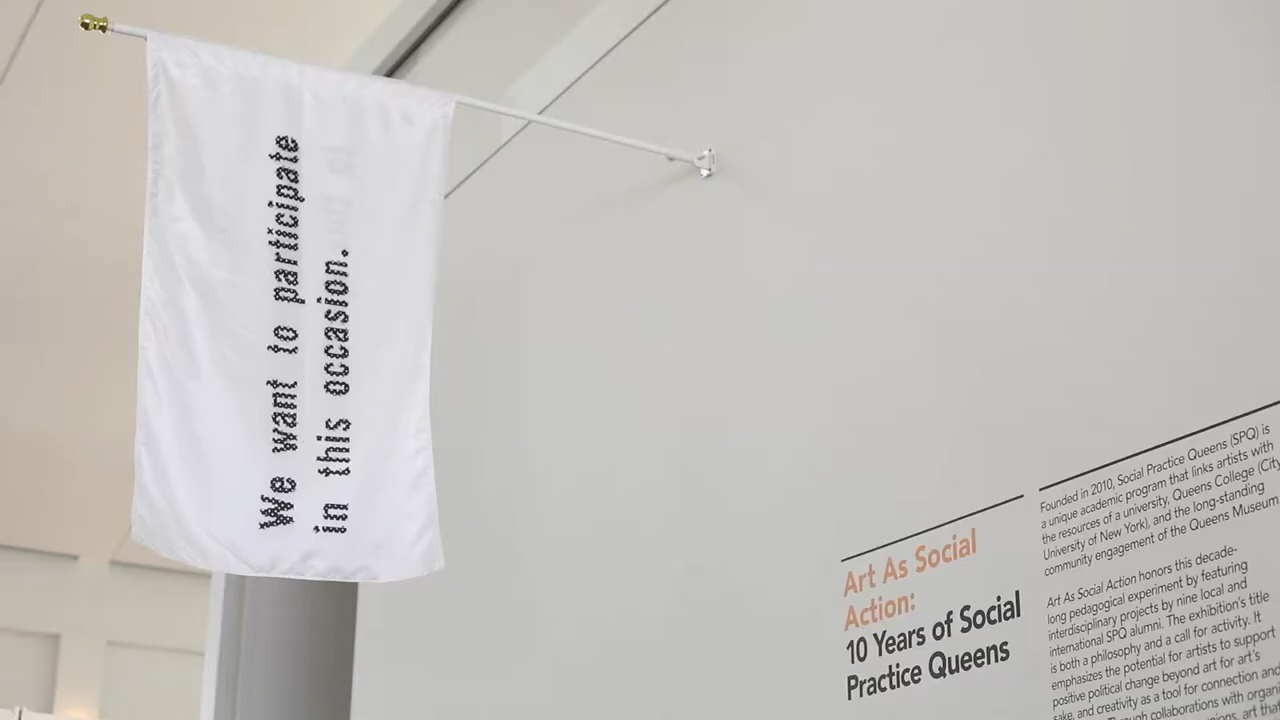 We want to participate
in this occasion.
Art As Social
Action:
10 Years of Social
Practice Queens
Founded in 2010, Social Practice Queens (SPQ) is
a unique academic program that links artists with
the resources of a university, Queens College (City
University of New York), and the long-standing
community engagement of the Queens Museum
Art As Social Action honors this decade-
long pedagogical experiment by featuring
interdisciplinary projects by nine local and
international SPQ alumni. The exhibition's title
is both a philosophy and a call for activity. It
emphasizes the potential for artists to support
positive political change beyond art for art's
sake, and creativity as a tool for connection and
collaborations with
art